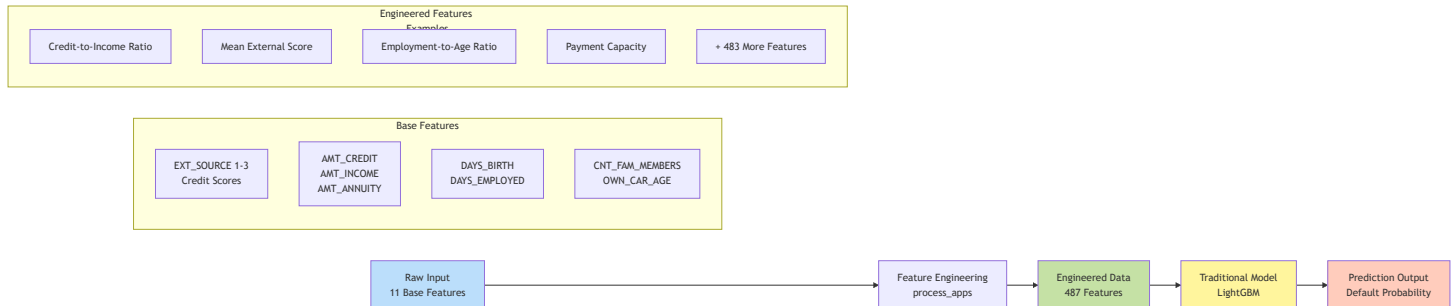 Engineered Features
Examples
Credit-to-Income Ratio
Mean External Score
Employment-to-Age Ratio
Payment Capacity
+ 483 More Features
Base Features
EXT_SOURCE 1-3
Credit Scores
AMT_CREDIT
AMT_INCOME
AMT_ANNUITY
DAYS_BIRTH
DAYS_EMPLOYED
CNT_FAM_MEMBERS
OWN_CAR_AGE
Raw Input
11 Base Features
Feature Engineering
process_apps
Engineered Data
487 Features
Traditional Model
LightGBM
Prediction Output
Default Probability